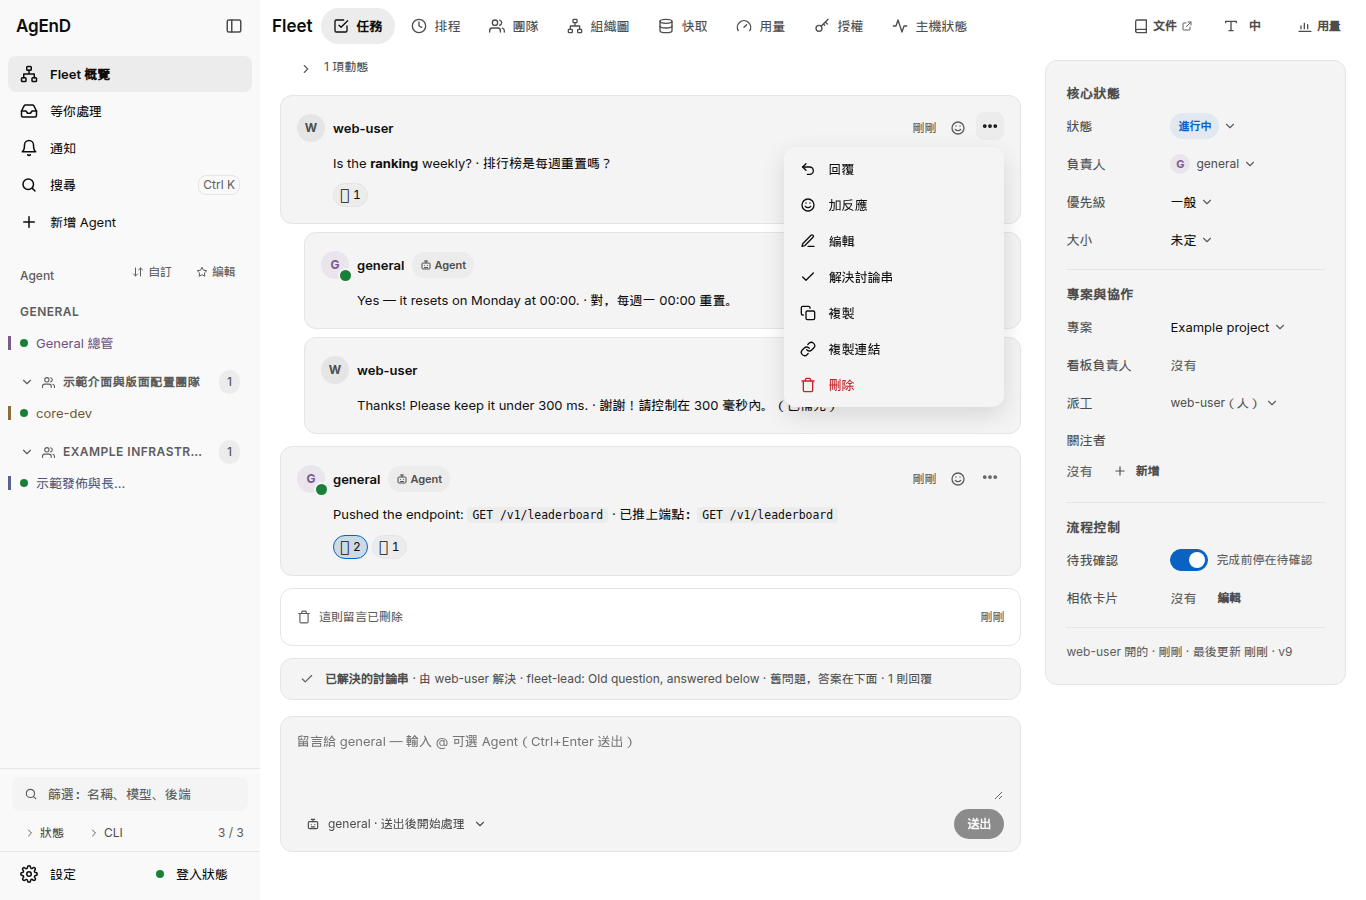 AgEnD
Fleet 概覽
等你處理
通知
搜尋
Ctrl K
新增 Agent
Agent
自訂
編輯
GENERAL
General 總管
示範介面與版面配置團隊
1
core-dev
EXAMPLE INFRASTR...
1
示範發佈與長...
篩選：名稱、模型、後端
狀態
CLI
3 / 3
設定
登入狀態
Fleet
任務
排程
團隊
組織圖
快取
用量
授權
主機狀態
文件
中
用量
1 項動態
W
web-user
剛剛
Is the ranking weekly? · 排行榜是每週重置嗎？
1
G
general
Agent
Yes — it resets on Monday at 00:00. · 對，每週一 00:00 重置。
W
web-user
Thanks! Please keep it under 300 ms. · 謝謝！請控制在 300 毫秒內。（已補充）
回覆
加反應
編輯
解決討論串
複製
複製連結
刪除
G
general
Agent
剛剛
Pushed the endpoint: GET /v1/leaderboard · 已推上端點： GET /v1/leaderboard
2
1
這則留言已刪除
剛剛
已解決的討論串 · 由 web-user 解決 · fleet-lead: Old question, answered below · 舊問題，答案在下面 · 1 則回覆
留言給 general — 輸入 @ 可選 Agent（Ctrl+Enter 送出）
general · 送出後開始處理
送出
核心狀態
狀態
進行中
負責人
G
general
優先級
一般
大小
未定
專案與協作
專案
Example project
看板負責人
沒有
派工
web-user（人）
關注者
沒有
新增
流程控制
待我確認
完成前停在待確認
相依卡片
沒有
編輯
web-user 開的 · 剛剛 · 最後更新 剛剛 · v9